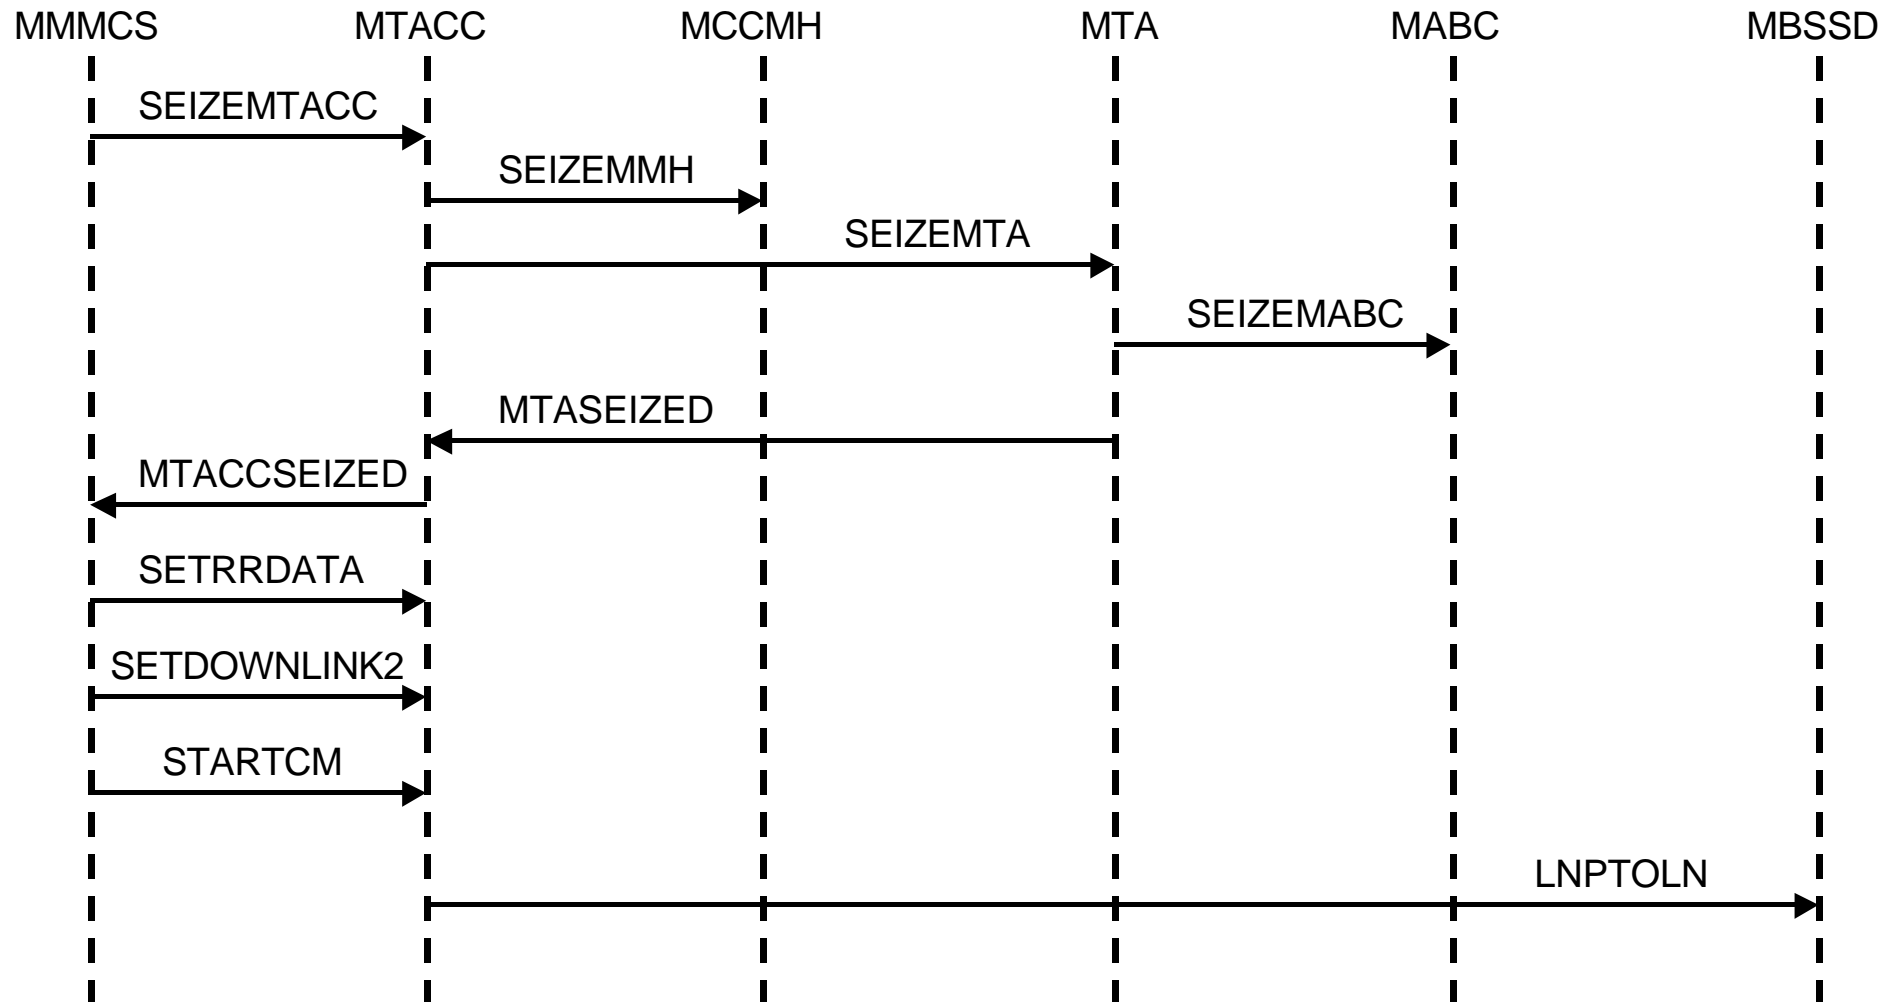 MMMCS MTACC MCCMH MTA MABC MBSSD
SEIZEMTACC
SEIZEMMH
SEIZEMTA
SEIZEMABC
MTASEIZED
MTACCSEIZED
SETRRDATA
SETDOWNLINK2
STARTCM
LNPTOLN